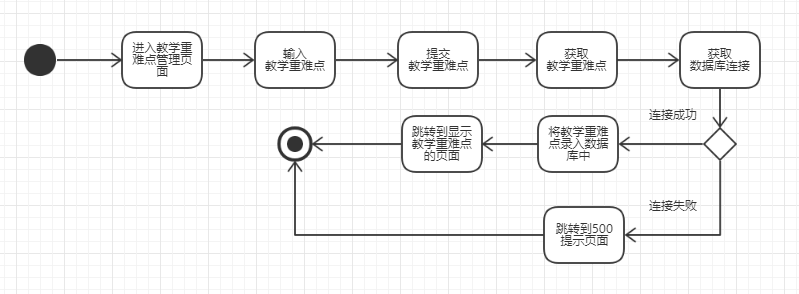 进入教学重
难点管理页
面
输入
教学重难点
提交
教学重难点
获取
教学重难点
获取
数据库连接
连接成功
跳转到显示
教学重难点
的页面
将教学重难
点录入数据
库中
连接失败
跳转到500
提示页面